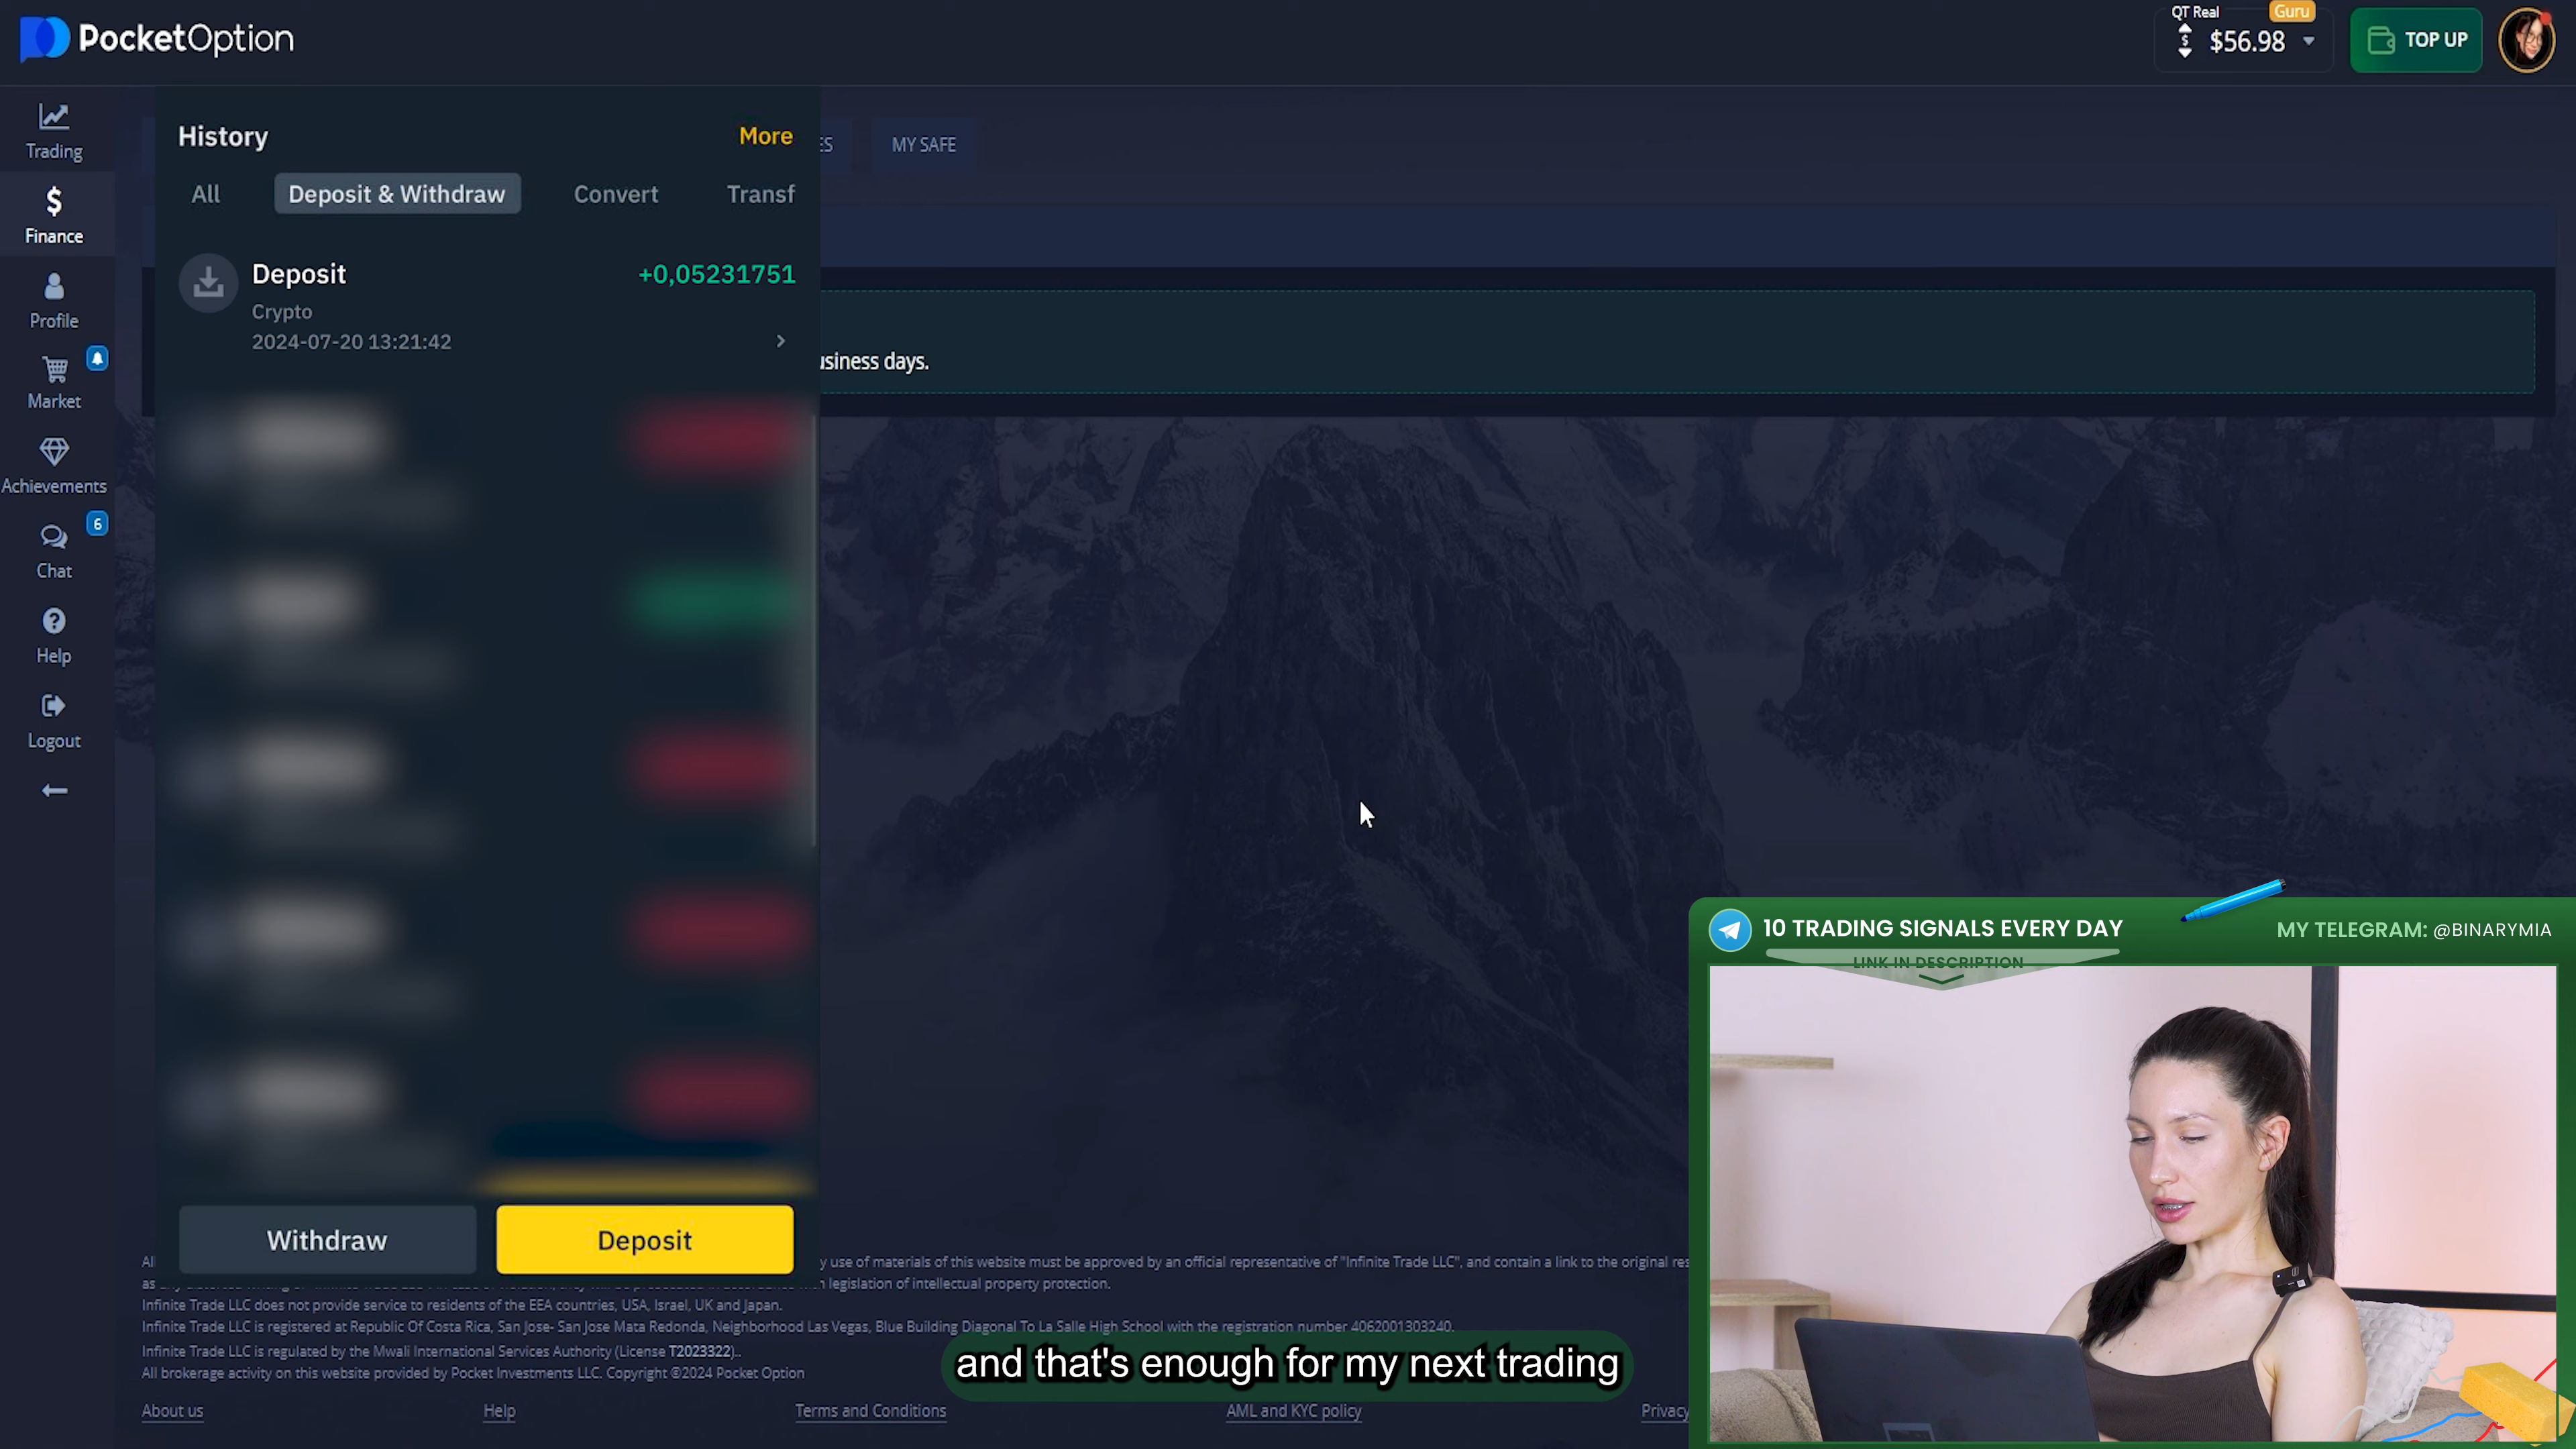 PocketOption
QT Real
Guru
$
$56.98
TOP UP
Trading
Finance
Profile
Market
Achievements
6
Chat
Help
Logout
MY SAFE
History
More
All
Deposit & Withdraw
Convert
Transf
Deposit
+0,05231751
Crypto
2024-07-20 13:21:42
business days.
Withdraw
Deposit
10 TRADING SIGNALS EVERY DAY
LINK IN DESCRIPTION
MY TELEGRAM: @BINARYMIA
use of materials of this website must be approved by an official representative of "Infinite Trade LLC", and contain a link to the original
legislation of intellectual property protection.
Infinite Trade LLC does not provide service to residents of the EEA countries, USA, Israel, UK and Japan.
Infinite Trade LLC is registered at Republic Of Costa Rica, San Jose- San Jose Mata Redonda, Neighborhood Las Vegas, Blue Building Diagonal To La Salle High School with the registration number 4062001303240.
Infinite Trade LLC is regulated by the Mwali International Services Authority (License T2023322)..
All brokerage activity on this website provided by Pocket Investments LLC. Copyright ©2024 Pocket Option
and that's enough for my next trading
About us
Help
Terms and Conditions
AML and KYC policy
Privacy